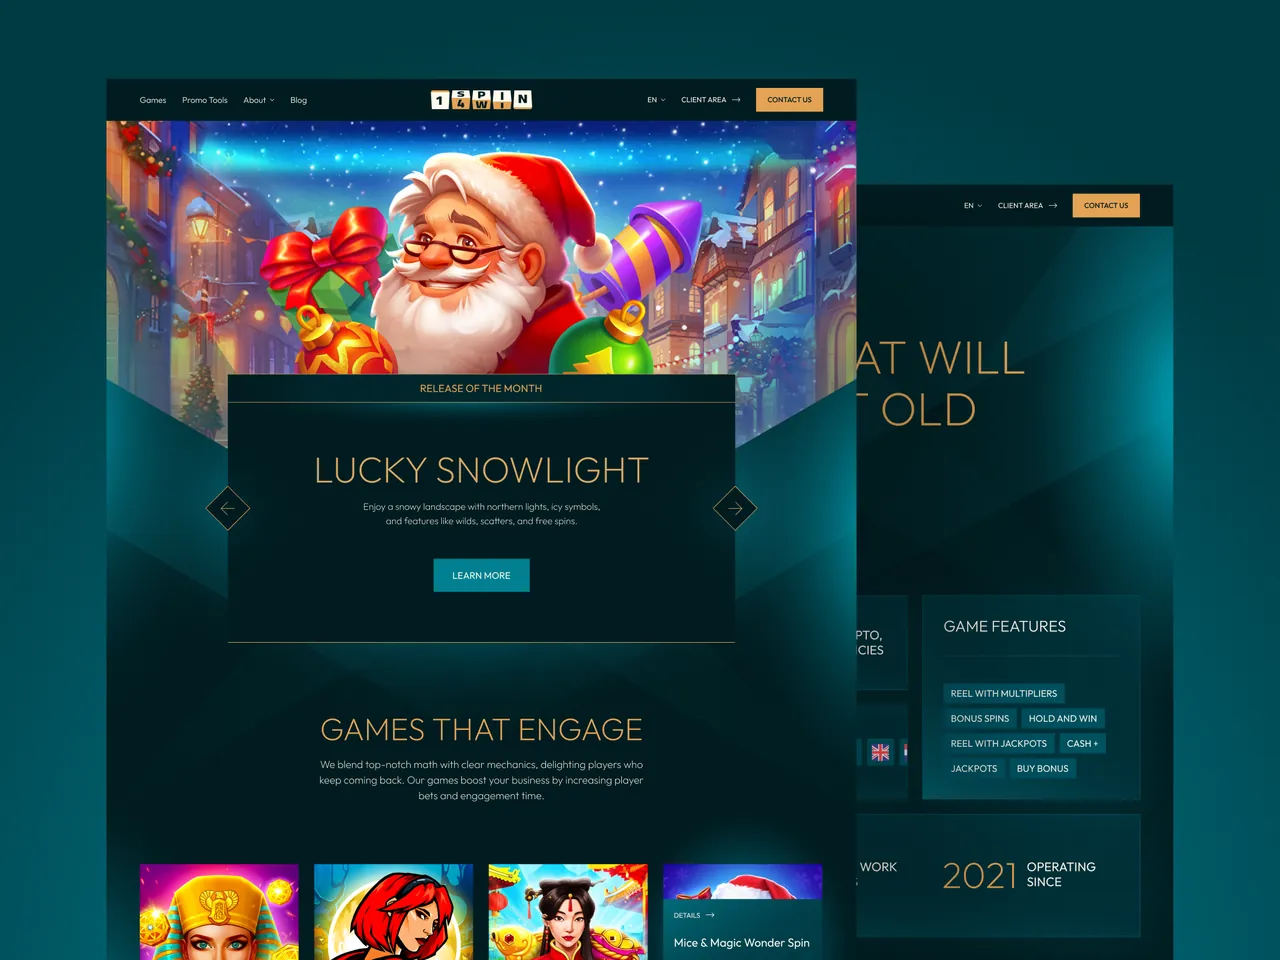 Games Promo Tools About Blog
1 SPIN
4WIN
EN CLIENT AREA CONTACT US
RELEASE OF THE MONTH
LUCKY SNOWLIGHT
Enjoy a snowy landscape with northern lights, icy symbols,
and features like wilds, scatters, and free spins.
LEARN MORE
GAMES THAT ENGAGE
We blend top-notch math with clear mechanics, delighting players who
keep coming back. Our games boost your business by increasing player
bets and engagement time.
DETAILS
Mice & Magic Wonder Spin
EN CLIENT AREA CONTACT US
AT WILL
OLD
PTO,
CIES
GAME FEATURES
REEL WITH MULTIPLIERS
BONUS SPINS HOLD AND WIN
REEL WITH JACKPOTS CASH +
JACKPOTS BUY BONUS
WORK
2021 OPERATING
SINCE